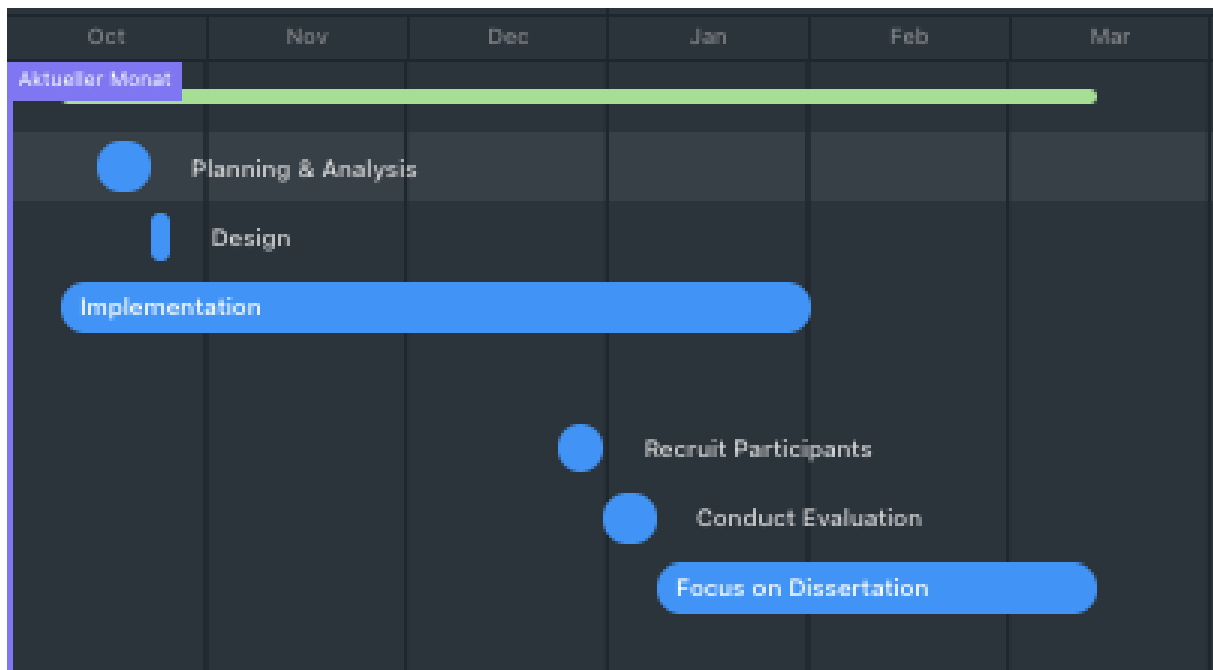 Oct Nov Dec Jan Feb Mar
Aktueller Monat
Planning & Analysis
Design
Implementation
Recruit Participants
Conduct Evaluation
Focus on Dissertation